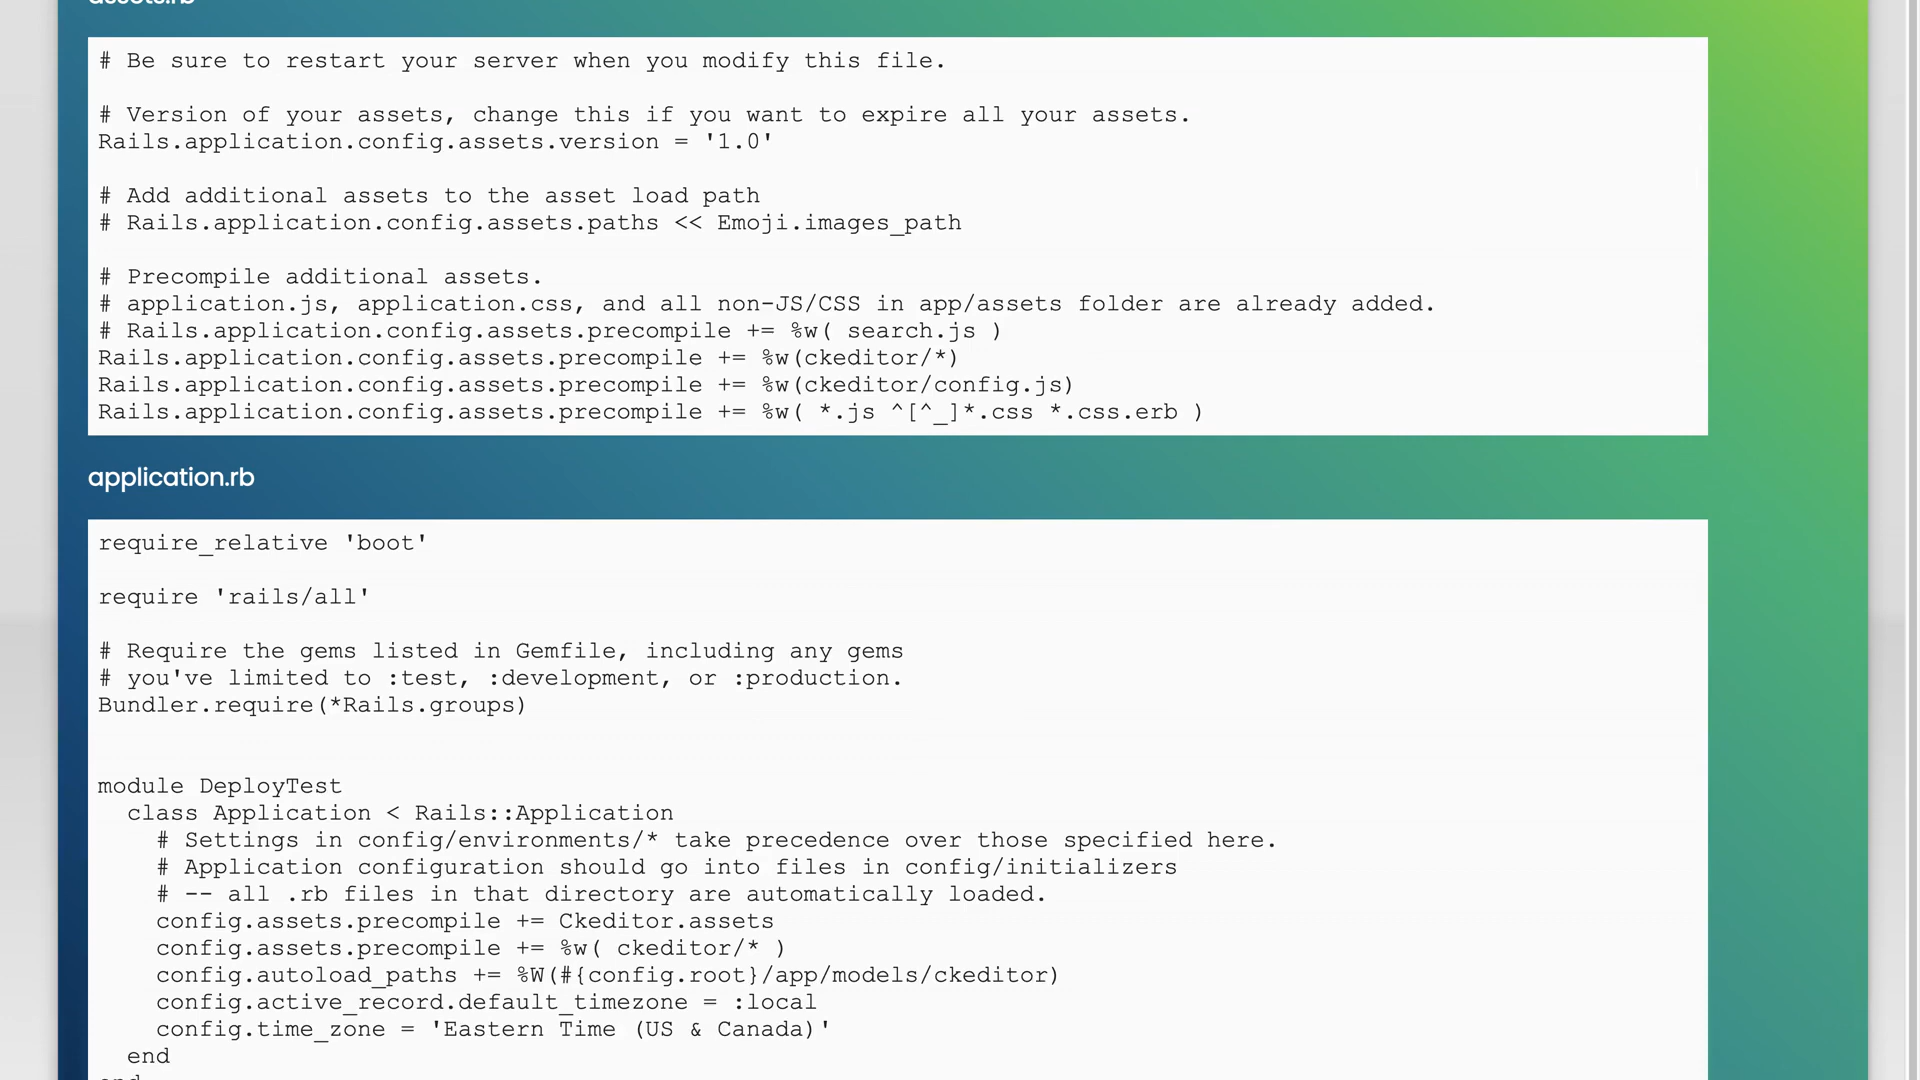 assets.rb
# Be sure to restart your server when you modify this file.
# Version of your assets, change this if you want to expire all your assets.
Rails.application.config.assets.version = '1.0'
# Add additional assets to the asset load path
# Rails.application.config.assets.paths << Emoji.images_path
# Precompile additional assets.
# application.js, application.css, and all non-JS/CSS in app/assets folder are already added.
# Rails.application.config.assets.precompile += %w( search.js )
Rails.application.config.assets.precompile += %w(ckeditor/*)
Rails.application.config.assets.precompile += %w(ckeditor/config.js)
Rails.application.config.assets.precompile += %w( *.js ^[^_]*.css *.css.erb )
application.rb
require_relative 'boot'
require 'rails/all'
# Require the gems listed in Gemfile, including any gems
# you've limited to :test, :development, or :production.
Bundler.require(*Rails.groups)
module DeployTest
  class Application < Rails::Application
    # Settings in config/environments/* take precedence over those specified here.
    # Application configuration should go into files in config/initializers
    # -- all .rb files in that directory are automatically loaded.
    config.assets.precompile += Ckeditor.assets
    config.assets.precompile += %w( ckeditor/* )
    config.autoload_paths += %W(#{config.root}/app/models/ckeditor)
    config.active_record.default_timezone = :local
    config.time_zone = 'Eastern Time (US & Canada)'
  end
end